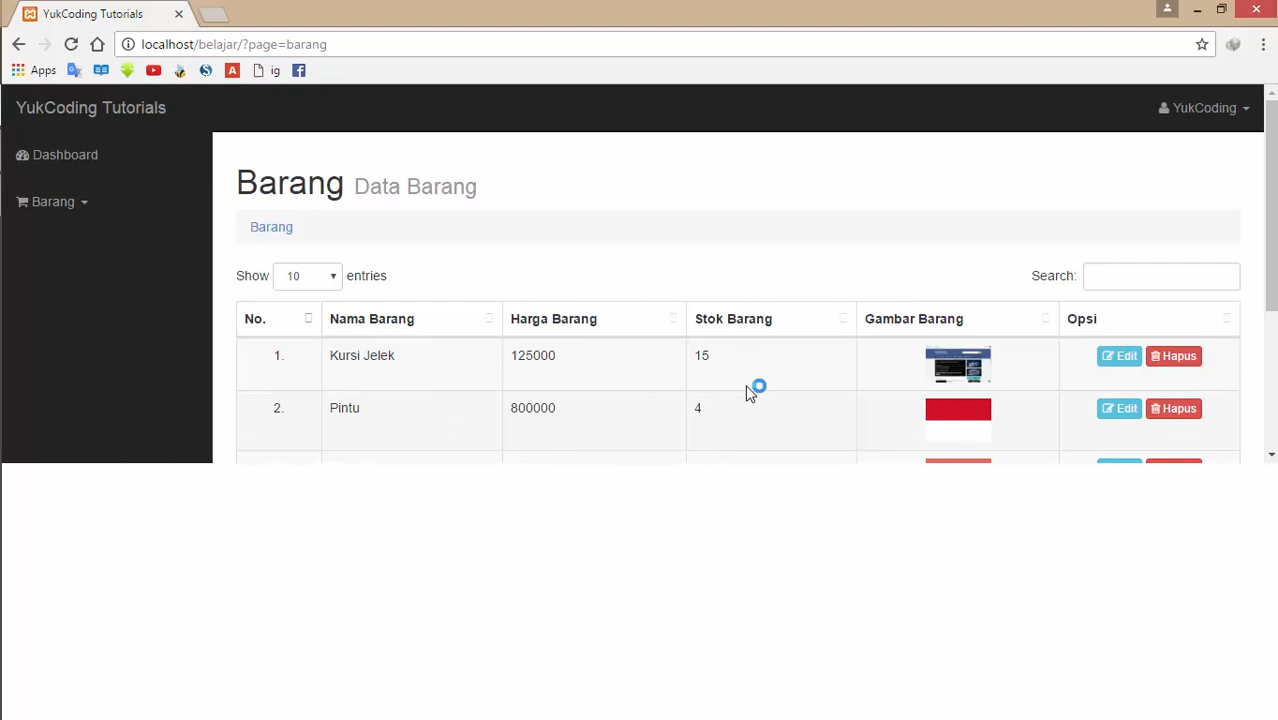 YukCoding Tutorials
localhost/belajar/?page=barang
Apps
A
ig
YukCoding Tutorials
YukCoding
Dashboard
Barang
Barang Data Barang
Barang
Show 10 entries
Search:
No. Nama Barang Harga Barang Stok Barang Gambar Barang Opsi
1. Kursi Jelek 125000 15 Edit Hapus
2. Pintu 800000 4 Edit Hapus